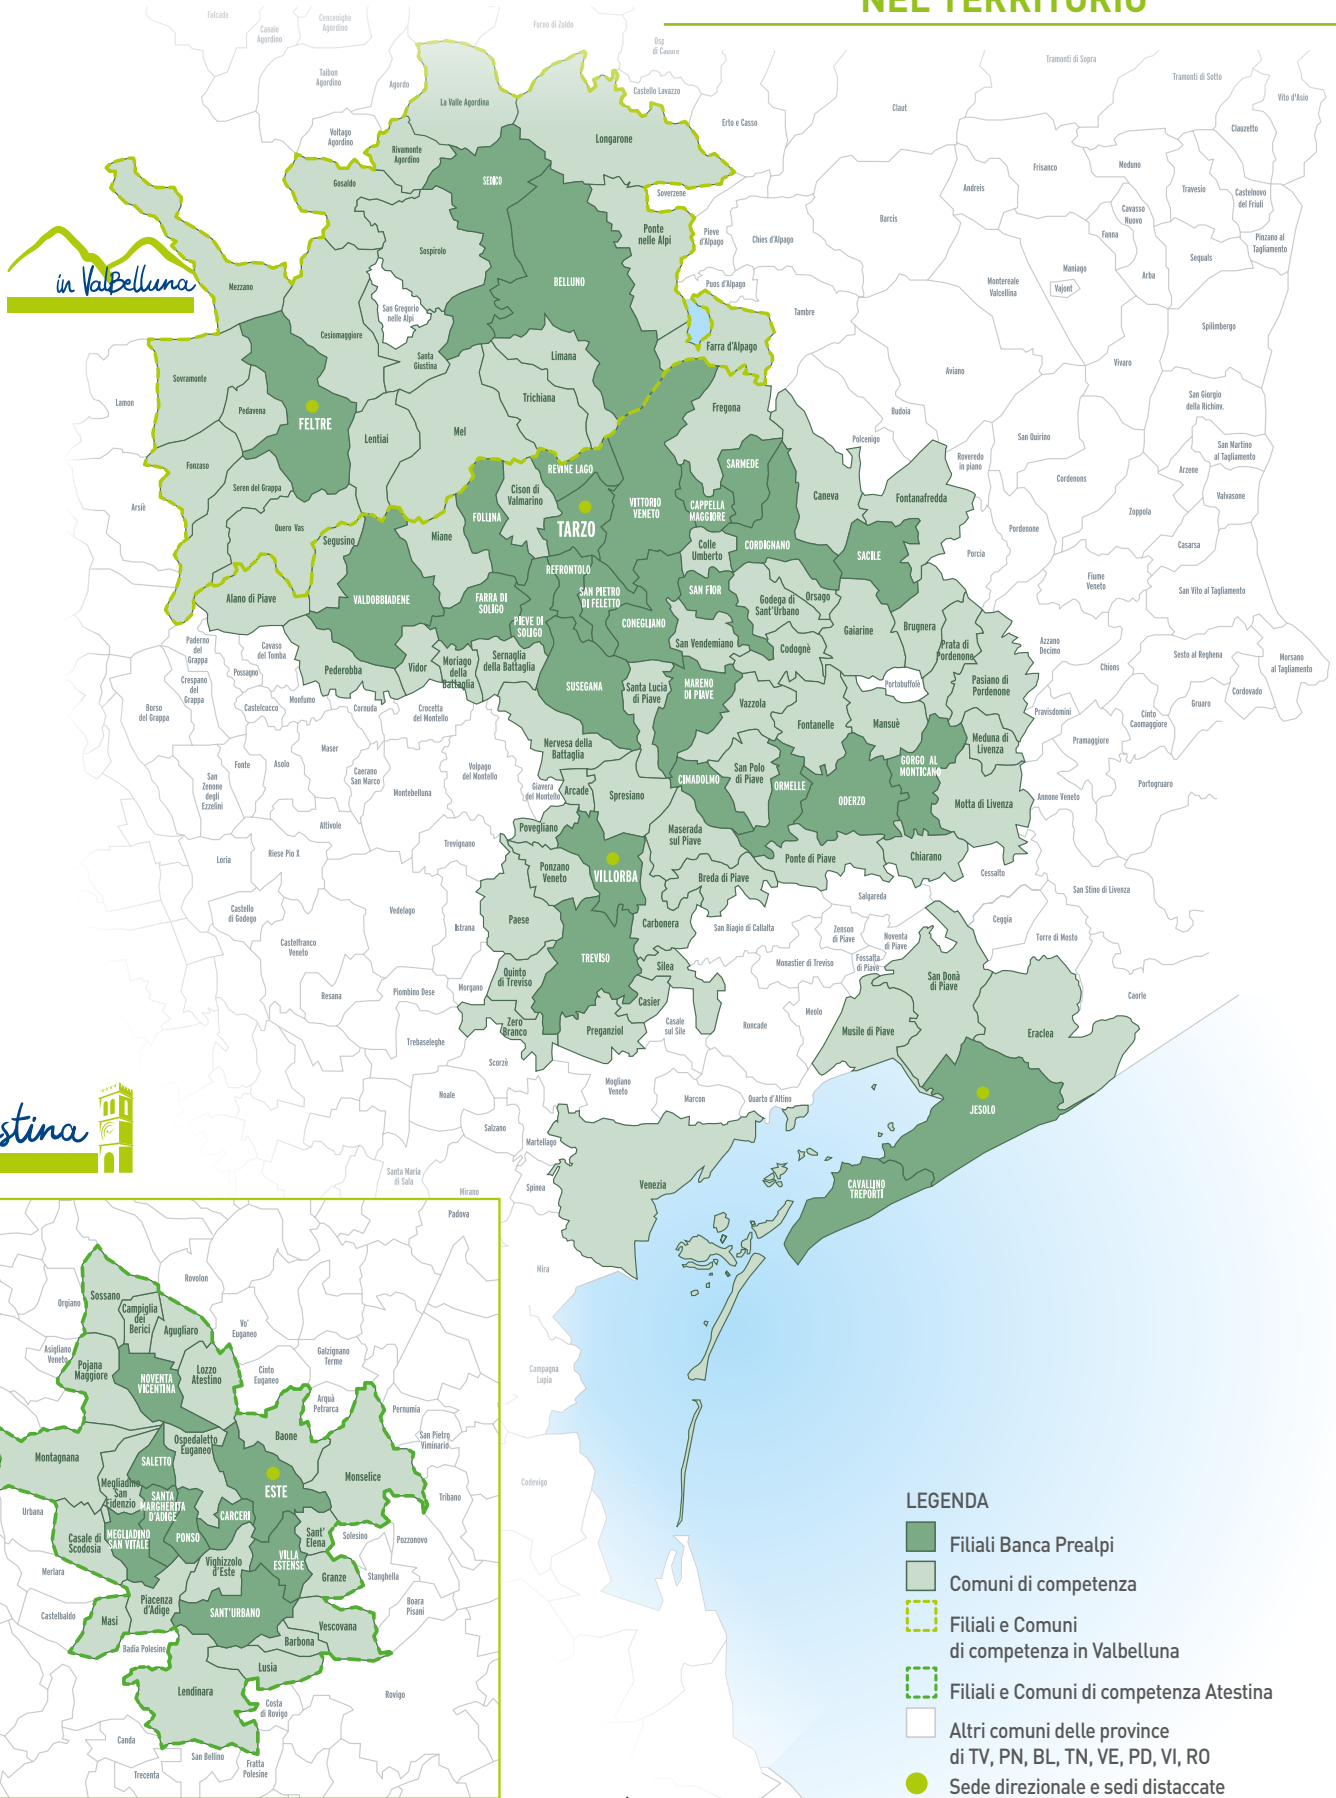 NEL TERRITORIO
Falcade
Canale
Agordino
Cencenighe
Agordino
Forno di Zoldo
Osp
di Cadore
Tramonti di Sopra
Tramonti di Sotto
Vito d'Asio
Taibon
Agordino
Agordo
La Valle Agordina
Castello Lavazzo
Erto e Casso
Claut
Clauzetto
Voltago
Agordino
Rivamonte
Agordino
Longarone
Frisanco
Meduno
Gosaldo
SEDICO
Soverzene
Andreis
Travesio
Castelnovo
del Friuli
Cavasso
Nuovo
Ponte
nelle Alpi
Pieve
d'Alpago
Chies d'Alpago
Barcis
Fanna
Pinzano al
Tagliamento
Sospirolo
Sequals
Maniago
Arba
in ValBelluna
Mezzano
BELLUNO
Puos d'Alpago
Montereale
Valcellina
Vajont
San Gregorio
nelle Alpi
Tambre
Spilimbergo
Cesiomaggiore
Farra d'Alpago
Santa
Giustina
Limana
Vivaro
Aviano
Sovramonte
Trichiana
San Giorgio
della Richinv.
Lamon
Pedavena
FELTRE
Fregona
Budoia
Lentiai
Mel
Polcenigo
San Quirino
San Martino
al Tagliamento
Roveredo
in piano
Fonzaso
REVINE LAGO
SARMEDE
Arzene
Cordenons
Seren del Grappa
Cison di
Valmarino
VITTORIO
VENETO
CAPPELLA
MAGGIORE
Caneva
Fontanafredda
Valvasone
Arsiè
FOLLINA
TARZO
Zoppola
Quero Vas
Segusino
Miane
Pordenone
Colle
Umberto
CORDIGNANO
SACILE
Porcia
Casarsa
REFRONTOLO
Fiume
Veneto
San Vito al Tagliamento
Alano di Piave
VALDOBBIADENE
FARRA DI
SOLIGO
SAN PIETRO
DI FELETTO
SAN FIOR
Godega di
Sant'Urbano
Orsago
PIEVE DI
SOLIGO
CONEGLIANO
Gaiarine
Brugnera
Paderno
del
Grappa
Cavaso
del Tomba
San Vendemiano
Codognè
Prata di
Pordenone
Azzano
Decimo
Sesto al Reghena
Morsano
al Tagliamento
Possagno
Pederobba
Vidor
Moriago
della
Battaglia
Sernaglia
della Battaglia
Chions
Crespano
del
Grappa
SUSEGANA
Santa Lucia
di Piave
MARENO
DI PIAVE
Portobuffolè
Pasiano di
Pordenone
Cordovado
Borso
del Grappa
Castelcucco
Monfumo
Cornuda
Crocetta
del Montello
Vazzola
Gruaro
Pravisdomini
Cinto
Caomaggiore
Fontanelle
Mansuè
Maser
Nervesa della
Battaglia
Meduna di
Livenza
Pramaggiore
Fonte
Asolo
Caerano
San Marco
Volpago
del Montello
San Polo
di Piave
GORGO AL
MONTICANO
San
Zenone
degli
Ezzelini
Montebelluna
Giavera
del Montello
Arcade
Spresiano
CIMADOLMO
ORMELLE
ODERZO
Portogruaro
Annone Veneto
Motta di Livenza
Altivole
Povegliano
Maserada
sul Piave
Trevignano
Loria
Riese Pio X
Ponte di Piave
Chiarano
Ponzano
Veneto
VILLORBA
Breda di Piave
Cessalto
San Stino di Livenza
Salgareda
Castello
di Godego
Vedelago
Paese
Carbonera
Istrana
San Biagio di Callalta
Zenson
di Piave
Noventa
di Piave
Ceggia
Torre di Mosto
Castelfranco
Veneto
TREVISO
Silea
Monastier di Treviso
Fossalta
di Piave
San Donà
di Piave
Quinto
di Treviso
Resana
Piombino Dese
Morgano
Casier
Caorle
Meolo
Zero
Branco
Preganziol
Casale
sul Sile
Roncade
Musile di Piave
Eraclea
Trebaseleghe
Scorzè
Mogliano
Veneto
Noale
Marcon
Quarto d'Altino
JESOLO
stina
Salzano
Martellago
Santa Maria
di Sala
Mirano
Spinea
Venezia
CAVALLINO
TREPORTI
Padova
Mira
Rovolon
Orgiano
Sossano
Campiglia
dei
Berici
Agugliaro
Vo'
Euganeo
Asigliano
Veneto
Pojana
Maggiore
NOVENTA
VICENTINA
Lozzo
Atestino
Cinto
Euganeo
Galzignano
Terme
Campagna
Lupia
Arquà
Petrarca
Pernumia
Baone
San Pietro
Viminario
Ospedaletto
Euganeo
Montagnana
SALETTO
Monselice
Megliadino
San
Fidenzio
ESTE
Codevigo
Tribano
SANTA
MARGHERITA
D'ADIGE
Urbana
CARCERI
Casale di
Scodosia
MEGLIADINO
SAN VITALE
PONSO
Sant'
Elena
Solesino
Pozzonovo
Vighizzolo
d'Este
VILLA
ESTENSE
Merlara
Granze
Stanghella
Piacenza
d'Adige
Castelbaldo
Masi
SANT'URBANO
Boara
Pisani
Vescovana
Badia Polesine
Barbona
Lusia
Lendinara
Rovigo
Costa
di Rovigo
Canda
San Bellino
Fratta
Polesine
Trecenta
LEGENDA
Filiali Banca Prealpi
Comuni di competenza
Filiali e Comuni
di competenza in Valbelluna
Filiali e Comuni di competenza Atestina
Altri comuni delle province
di TV, PN, BL, TN, VE, PD, VI, RO
Sede direzionale e sedi distaccate